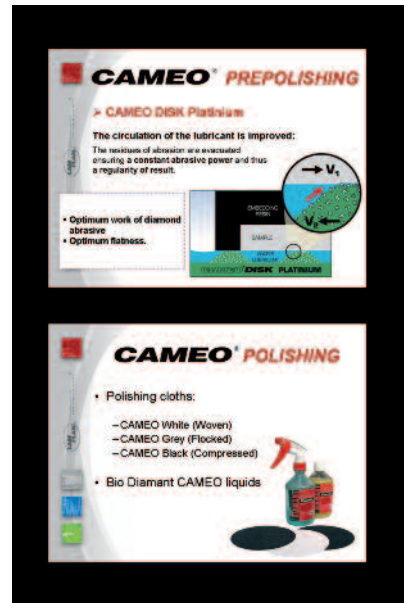 CAMEO® PREPOLISHING
➢ CAMEO DISK Platinium
The circulation of the lubricant is improved:
The residues of abrasion are evacuated
ensuring a constant abrasive power and thus
a regularity of result.
• Optimum work of diamond
abrasive
• Optimum flatness.
V1
V2
EMBEDDING
RESIN
SAMPLE
DISK PLATINIUM
CAMEO® POLISHING
• Polishing cloths:
–CAMEO White (Woven)
–CAMEO Grey (Flocked)
–CAMEO Black (Compressed)
• Bio Diamant CAMEO liquids